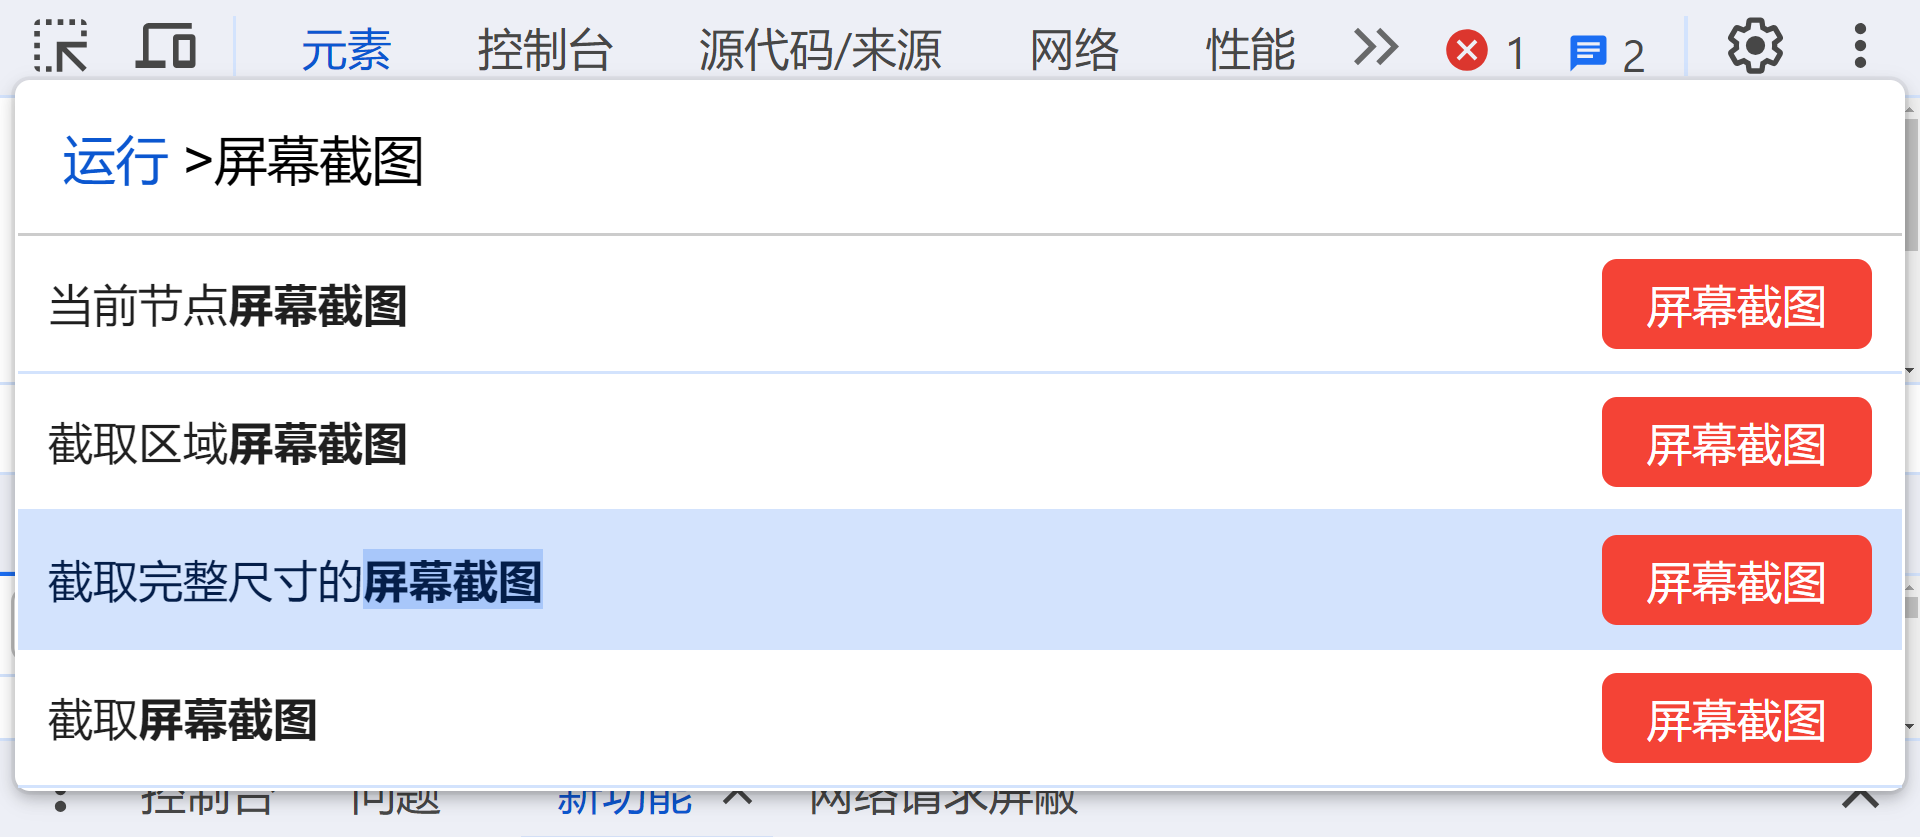 元素 控制台 源代码/来源 网络 性能 1 2
运行 >屏幕截图
当前节点屏幕截图 屏幕截图
截取区域屏幕截图 屏幕截图
截取完整尺寸的屏幕截图 屏幕截图
截取屏幕截图 屏幕截图
控制台 问题 新功能 网络请求屏蔽